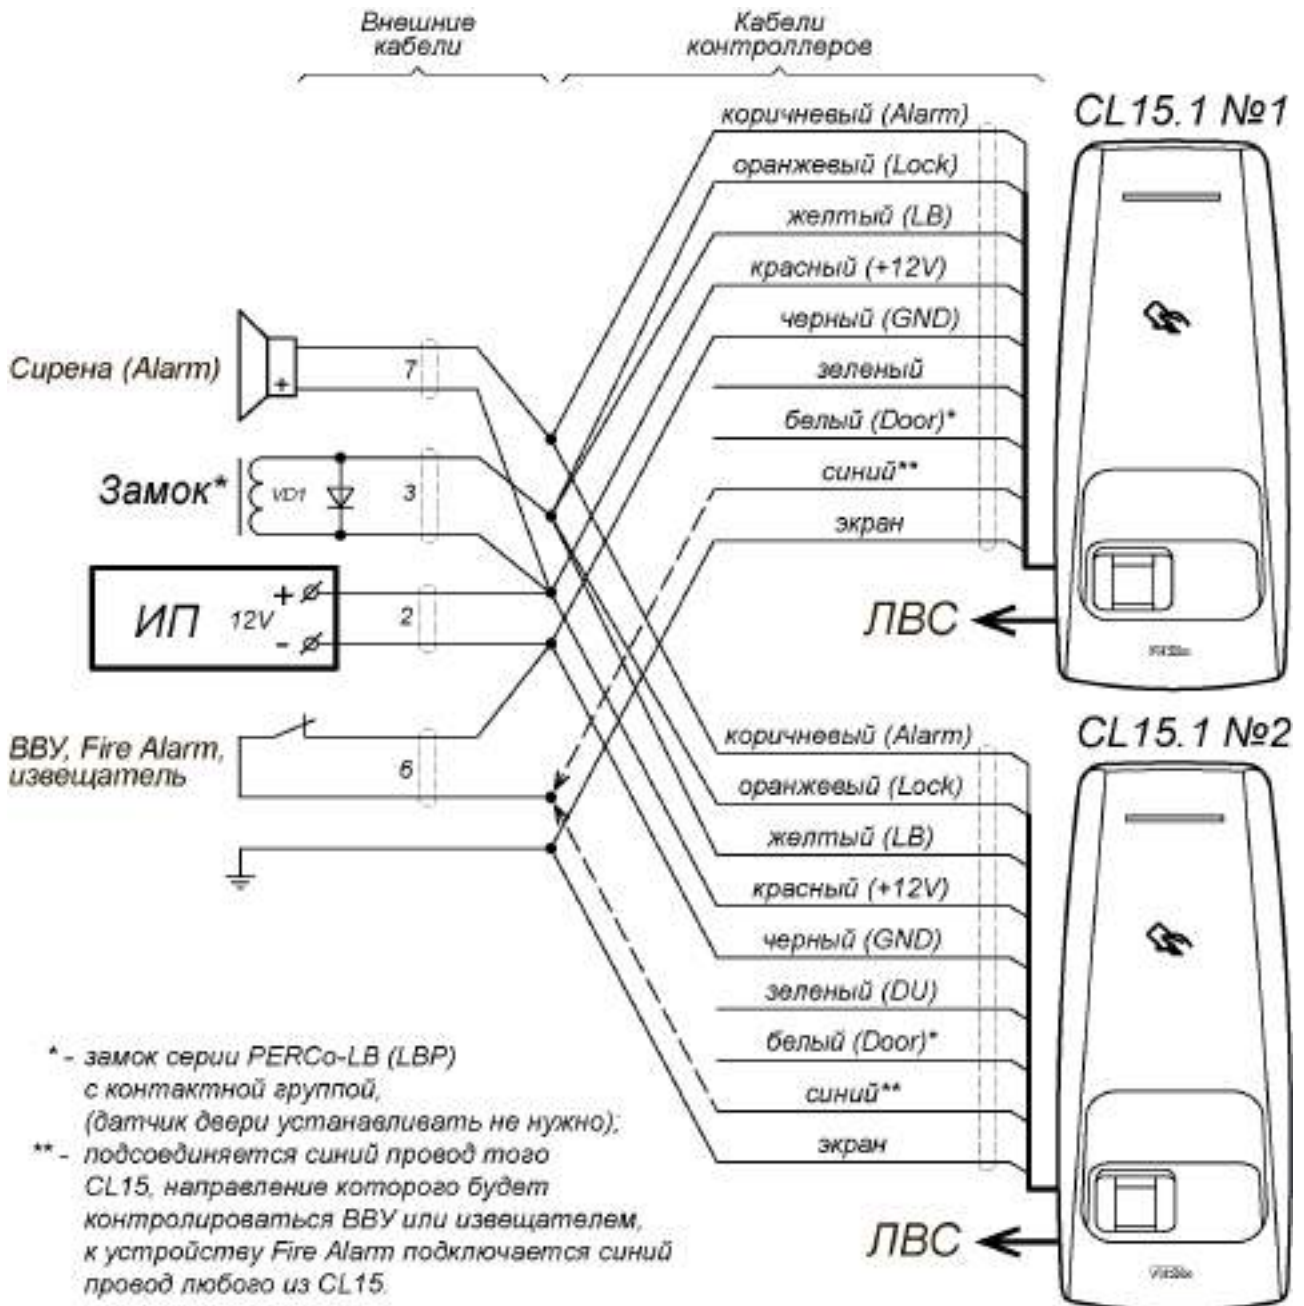 Внешние
кабели
Кабели
контроллеров
CL15.1 №1
коричневый (Alarm)
оранжевый (Lock)
желтый (LB)
красный (+12V)
черный (GND)
зеленый
белый (Door)*
синий**
экран
ЛВС
Сирена (Alarm)
+
7
Замок*
VD1
3
ИП
12V
+
-
2
ВВУ, Fire Alarm,
извещатель
6
CL15.1 №2
коричневый (Alarm)
оранжевый (Lock)
желтый (LB)
красный (+12V)
черный (GND)
зеленый (DU)
белый (Door)*
синий**
экран
ЛВС
* - замок серии PERCo-LB (LBP)
с контактной группой,
(датчик двери устанавливать не нужно);
** - подсоединяется синий провод того
CL15, направление которого будет
контролироваться ВВУ или извещателем,
к устройству Fire Alarm подключается синий
провод любого из CL15.